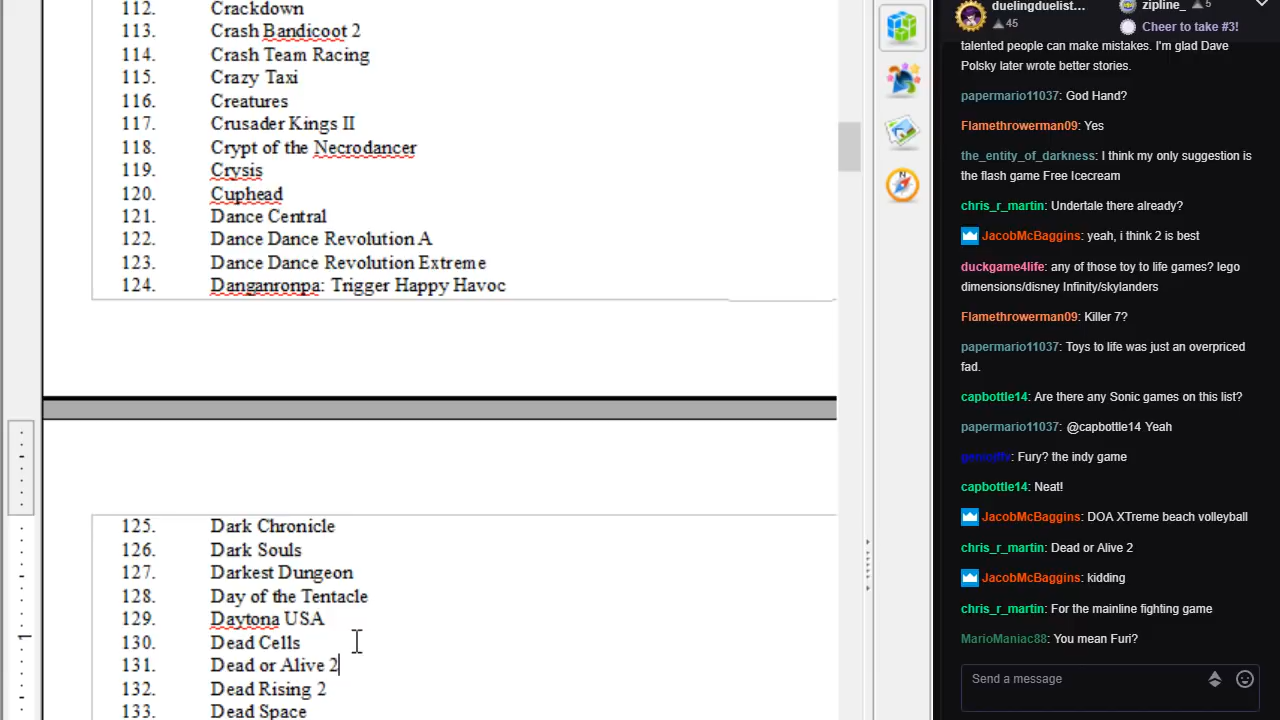 112. Crackdown
113. Crash Bandicoot 2
114. Crash Team Racing
115. Crazy Taxi
116. Creatures
117. Crusader Kings II
118. Crypt of the Necrodancer
119. Crysis
120. Cuphead
121. Dance Central
122. Dance Dance Revolution A
123. Dance Dance Revolution Extreme
124. Danganronpa: Trigger Happy Havoc
125. Dark Chronicle
126. Dark Souls
127. Darkest Dungeon
128. Day of the Tentacle
129. Daytona USA
130. Dead Cells
131. Dead or Alive 2
132. Dead Rising 2
133. Dead Space
duelingduelist...
45
zipline_ 5
Cheer to take #3!
talented people can make mistakes. I'm glad Dave
Polsky later wrote better stories.
papermario11037: God Hand?
Flamethrowerman09: Yes
the_entity_of_darkness: I think my only suggestion is
the flash game Free Icecream
chris_r_martin: Undertale there already?
JacobMcBaggins: yeah, i think 2 is best
duckgame4life: any of those toy to life games? lego
dimensions/disney Infinity/skylanders
Flamethrowerman09: Killer 7?
papermario11037: Toys to life was just an overpriced
fad.
capbottle14: Are there any Sonic games on this list?
papermario11037: @capbottle14 Yeah
: Fury? the indy game
capbottle14: Neat!
JacobMcBaggins: DOA XTreme beach volleyball
chris_r_martin: Dead or Alive 2
JacobMcBaggins: kidding
chris_r_martin: For the mainline fighting game
MarioManiac88: You mean Furi?
Send a message